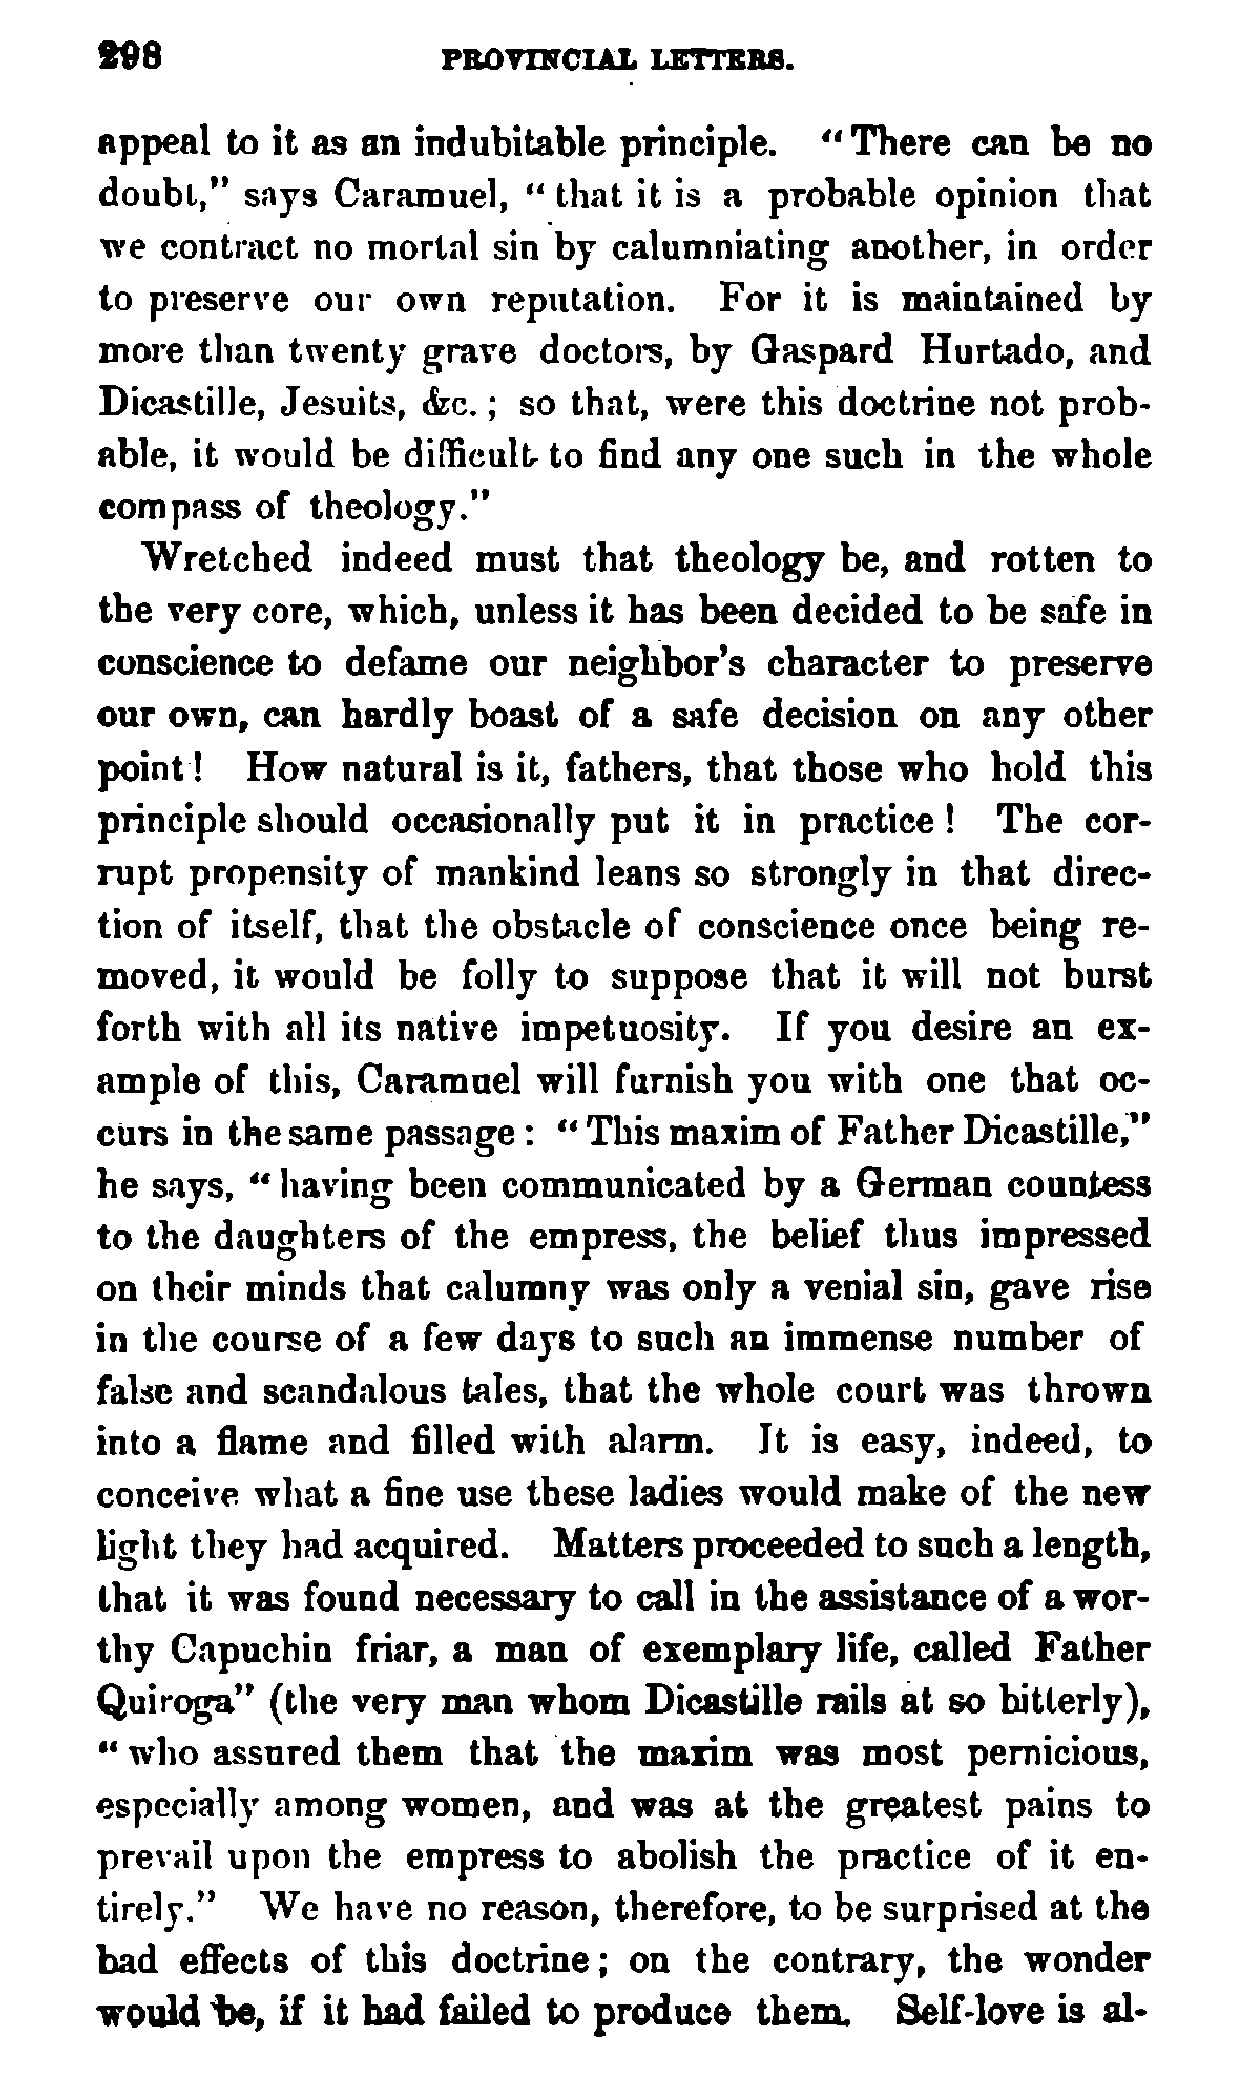 298 PROVINCIAL LETTERS.
appeal to it as an indubitable principle. "There can be no
doubt," says Caramuel, "that it is a probable opinion that
we contract no mortal sin by calumniating another, in order
to preserve our own reputation. For it is maintained by
more than twenty grave doctors, by Gaspard Hurtado, and
Dicastille, Jesuits, &c.; so that, were this doctrine not prob-
able, it would be difficult to find any one such in the whole
compass of theology."
Wretched indeed must that theology be, and rotten to
the very core, which, unless it has been decided to be safe in
conscience to defame our neighbor's character to preserve
our own, can hardly boast of a safe decision on any other
point! How natural is it, fathers, that those who hold this
principle should occasionally put it in practice! The cor-
rupt propensity of mankind leans so strongly in that direc-
tion of itself, that the obstacle of conscience once being re-
moved, it would be folly to suppose that it will not burst
forth with all its native impetuosity. If you desire an ex-
ample of this, Caramuel will furnish you with one that oc-
curs in the same passage: "This maxim of Father Dicastille,"
he says, "having been communicated by a German countess
to the daughters of the empress, the belief thus impressed
on their minds that calumny was only a venial sin, gave rise
in the course of a few days to such an immense number of
false and scandalous tales, that the whole court was thrown
into a flame and filled with alarm. It is easy, indeed, to
conceive what a fine use these ladies would make of the new
light they had acquired. Matters proceeded to such a length,
that it was found necessary to call in the assistance of a wor-
thy Capuchin friar, a man of exemplary life, called Father
Quiroga" (the very man whom Dicastille rails at so bitterly),
"who assured them that the maxim was most pernicious,
especially among women, and was at the greatest pains to
prevail upon the empress to abolish the practice of it en-
tirely." We have no reason, therefore, to be surprised at the
bad effects of this doctrine; on the contrary, the wonder
would be, if it had failed to produce them. Self-love is al-